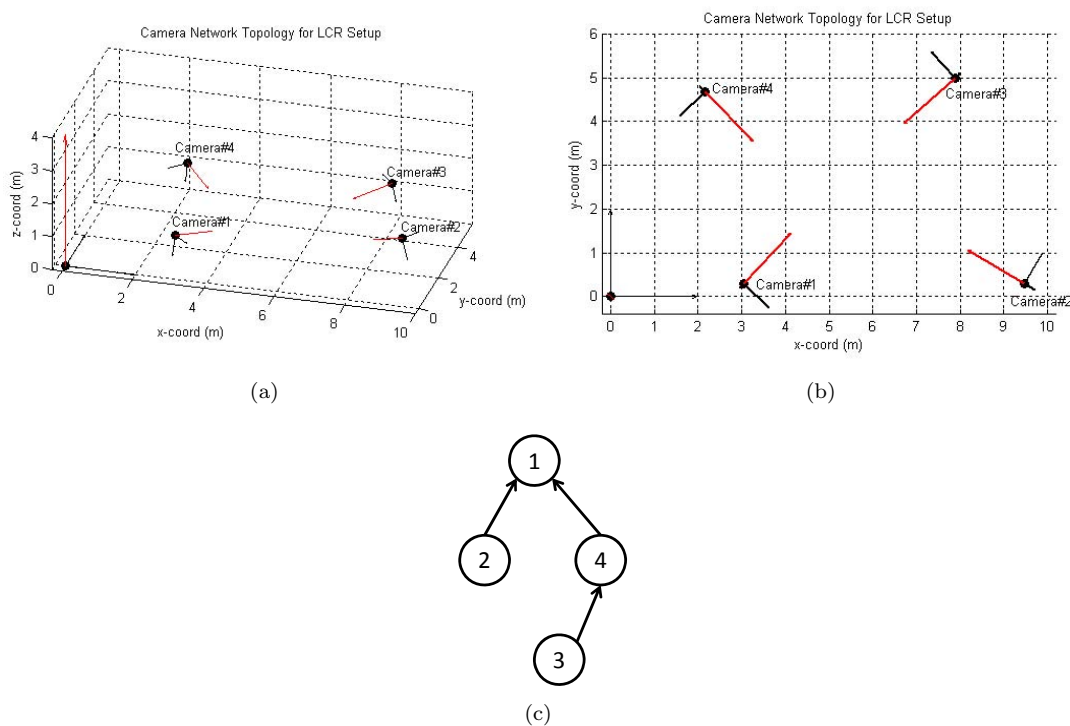 Camera Network Topology for LCR Setup
4
3
2
1
0
z-coord (m)
Camera#4
Camera#3
Camera#1
Camera#2
0
2
4
6
8
10
x-coord (m)
0
2
4
y-coord (m)
(a)
Camera Network Topology for LCR Setup
6
5
4
3
2
1
0
y-coord (m)
Camera#4
Camera#3
Camera#1
Camera#2
0 1 2 3 4 5 6 7 8 9 10
x-coord (m)
(b)
1
2
4
3
(c)